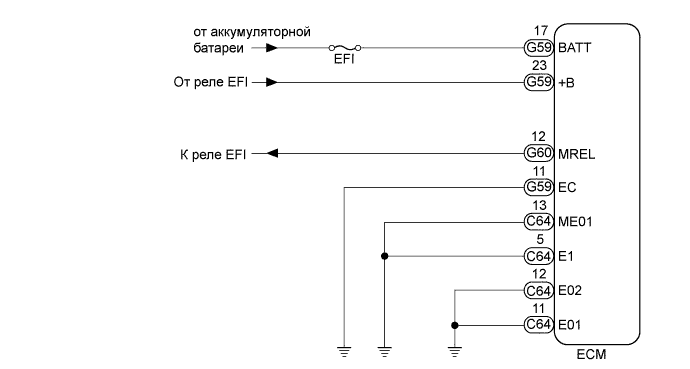 от аккумуляторной
батареи
EFI
17
G59 BATT
От реле EFI
23
G59 +B
К реле EFI
12
G60 MREL
11
G59 EC
13
C64 ME01
5
C64 E1
12
C64 E02
11
C64 E01
ECM